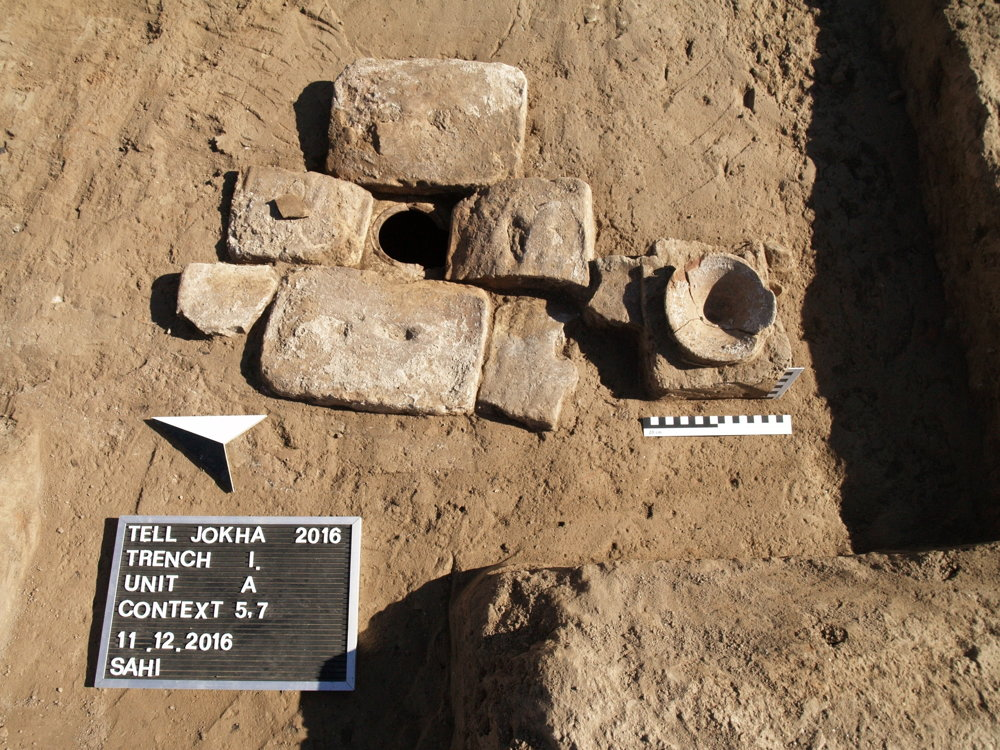 TELL JOKHA 2016
TRENCH I.
UNIT A
CONTEXT 5,7
11.12.2016
SAHI